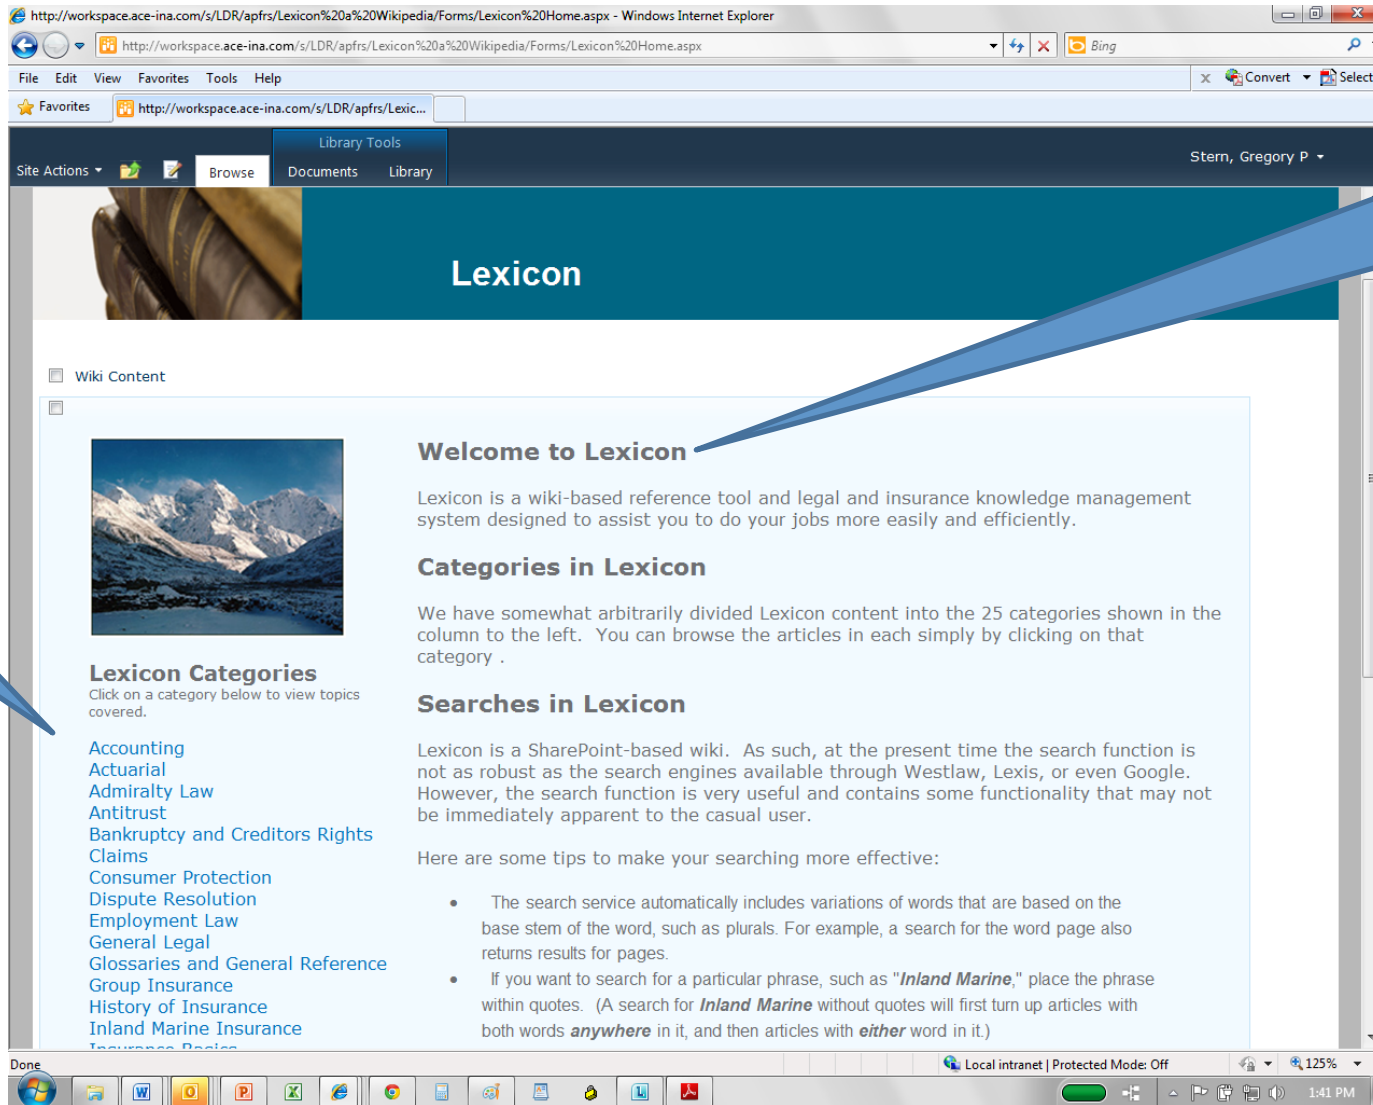 http://workspace.ace-ina.com/s/LDR/apfrs/Lexicon%20a%20Wikipedia/Forms/Lexicon%20Home.aspx - Windows Internet Explorer
http://workspace.ace-ina.com/s/LDR/apfrs/Lexicon%20a%20Wikipedia/Forms/Lexicon%20Home.aspx
Bing
File Edit View Favorites Tools Help
x Convert Select
Favorites
http://workspace.ace-ina.com/s/LDR/apfrs/Lexic...
Library Tools
Site Actions Browse Documents Library
Stern, Gregory P
Lexicon
Wiki Content
Welcome to Lexicon
Lexicon is a wiki-based reference tool and legal and insurance knowledge management
system designed to assist you to do your jobs more easily and efficiently.
Categories in Lexicon
We have somewhat arbitrarily divided Lexicon content into the 25 categories shown in the
column to the left. You can browse the articles in each simply by clicking on that
category .
Searches in Lexicon
Lexicon is a SharePoint-based wiki. As such, at the present time the search function is
not as robust as the search engines available through Westlaw, Lexis, or even Google.
However, the search function is very useful and contains some functionality that may not
be immediately apparent to the casual user.
Here are some tips to make your searching more effective:
• The search service automatically includes variations of words that are based on the
base stem of the word, such as plurals. For example, a search for the word page also
returns results for pages.
• If you want to search for a particular phrase, such as "Inland Marine," place the phrase
within quotes. (A search for Inland Marine without quotes will first turn up articles with
both words anywhere in it, and then articles with either word in it.)
Lexicon Categories
Click on a category below to view topics
covered.
Accounting
Actuarial
Admiralty Law
Antitrust
Bankruptcy and Creditors Rights
Claims
Consumer Protection
Dispute Resolution
Employment Law
General Legal
Glossaries and General Reference
Group Insurance
History of Insurance
Inland Marine Insurance
Insurance Basics
Done
Local intranet | Protected Mode: Off
125%
1:41 PM